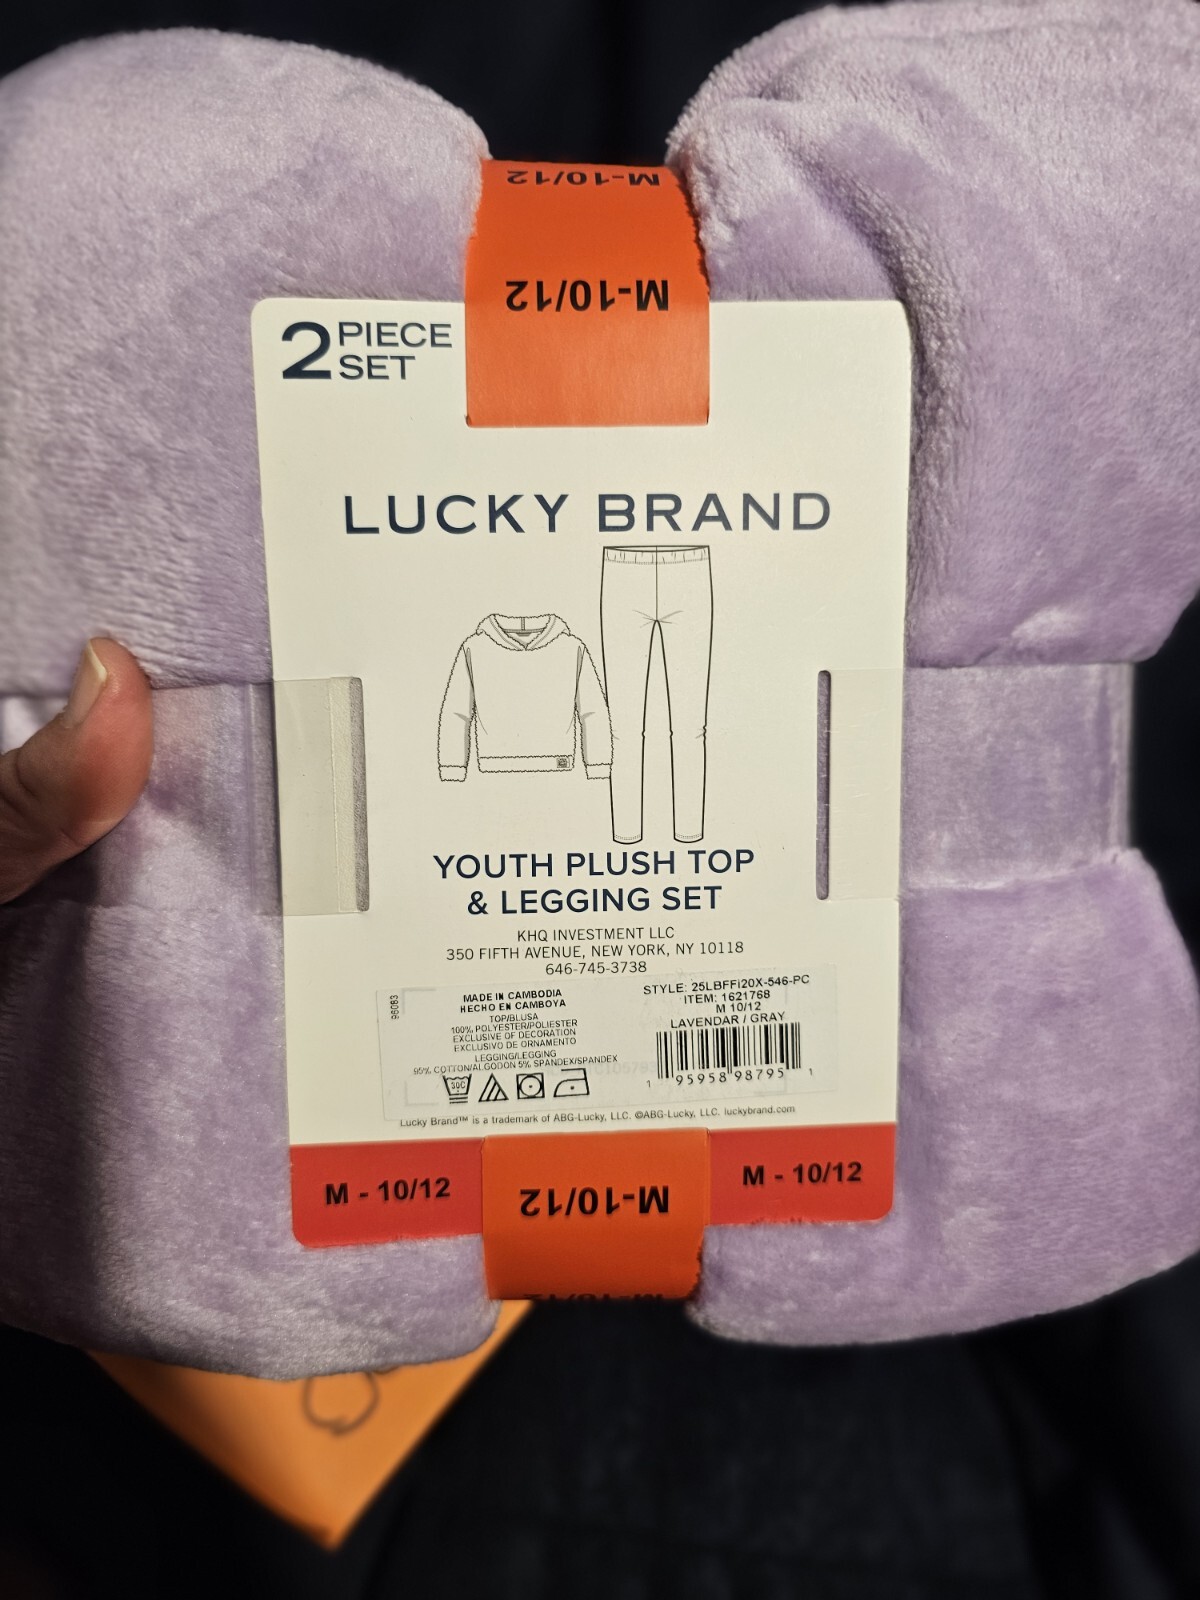 M-10/12
M-10/12
2 PIECE
SET
LUCKY BRAND
YOUTH PLUSH TOP
& LEGGING SET
KHQ INVESTMENT LLC
350 FIFTH AVENUE, NEW YORK, NY 10118
646-745-3738
98083
MADE IN CAMBODIA
HECHO EN CAMBOYA
TOP/BLUSA
100% POLYESTER/POLIESTER
EXCLUSIVE OF DECORATION
EXCLUSIVO DE ORNAMENTO
LEGGING/LEGGING
95% COTTON/ALGODON 5% SPANDEX/SPANDEX
30C
STYLE: 25LBFFi20X-546-PC
ITEM: 1621768
M 10/12
LAVENDAR / GRAY
1 95958 98795 1
Lucky Brand™ is a trademark of ABG-Lucky, LLC. ©ABG-Lucky, LLC. luckybrand.com
M - 10/12
M-10/12
M - 10/12
M-10/12